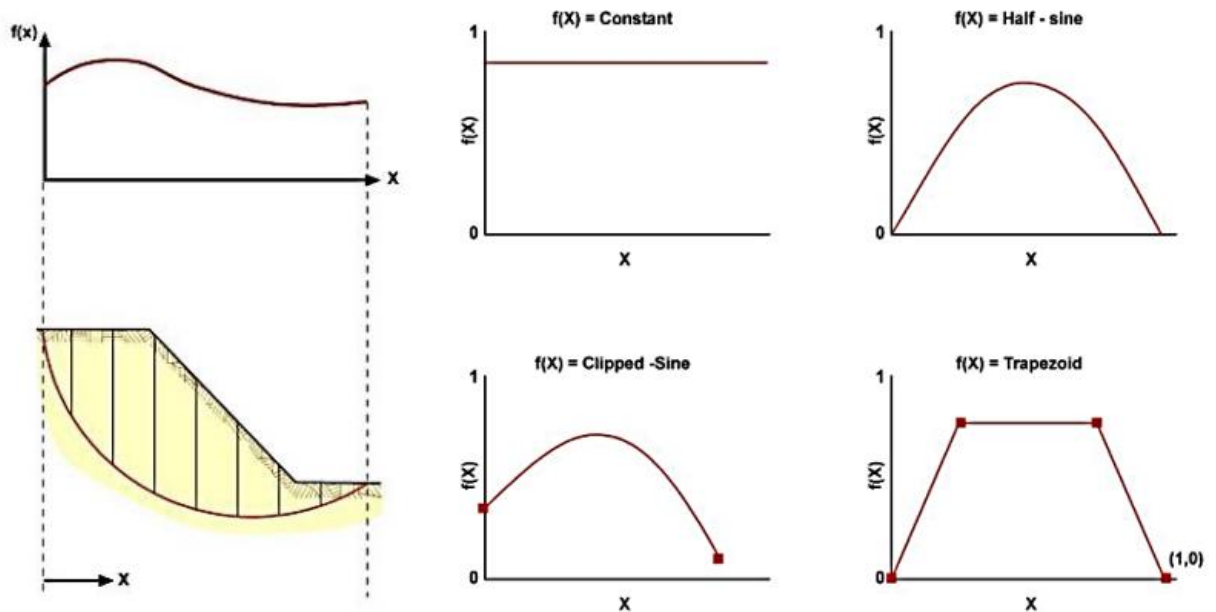 f(x)
X
X
f(X) = Constant
1
f(X)
0
X
f(X) = Half - sine
1
f(X)
0
X
f(X) = Clipped -Sine
1
f(X)
0
X
f(X) = Trapezoid
1
f(X)
0
(1,0)
X